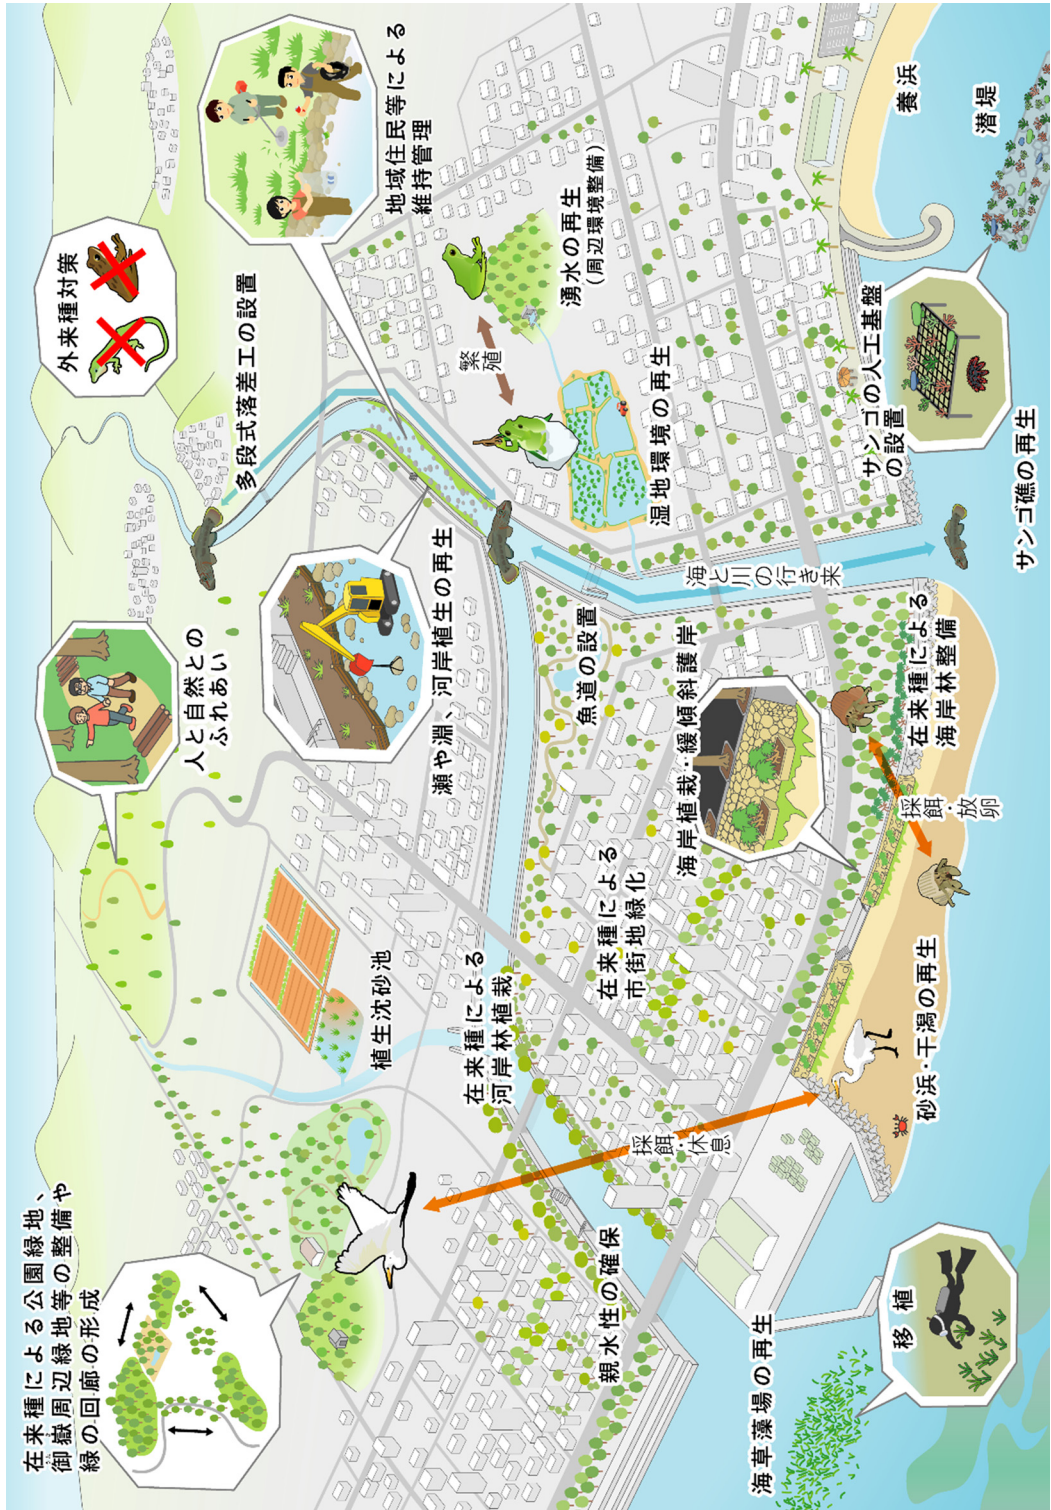 在来種による公園緑地、
御嶽周辺緑地等の整備や
緑の回廊の形成
人と自然との
ふれあい
外来種対策
多段式落差工の設置
地域住民等による
維持管理
植生沈砂池
瀬や淵、河岸植生の再生
繁殖
湧水の再生
(周辺環境整備)
在来種による
河岸林植栽
魚道の設置
湿地環境の再生
採餌・休息
在来種による
市街地緑化
海岸植栽・緩傾斜護岸
海と川の行き来
親水性の確保
サンゴの人工基盤
の設置
養浜
潜堤
海草藻場の再生
移植
砂浜・干潟の再生
採餌・放卵
在来種による
海岸林整備
サンゴ礁の再生